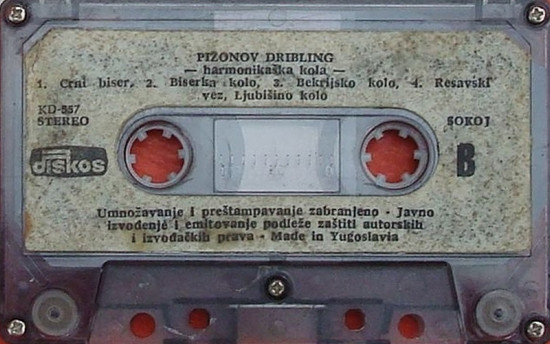 PIŽONOV DRIBLING
— harmonikaška kola —
1. Crni biser, 2. Biserka kolo, 3. Bekrijsko kolo, 4. Resavski
vez, Ljubišino kolo
KD-557
STEREO
SOKOJ
diskos
B
Umnožavanje i preštampavanje zabranjeno · Javno
izvođenje i emitovanje podleže zaštiti autorskih
i izvođačkih prava · Made in Yugoslavia